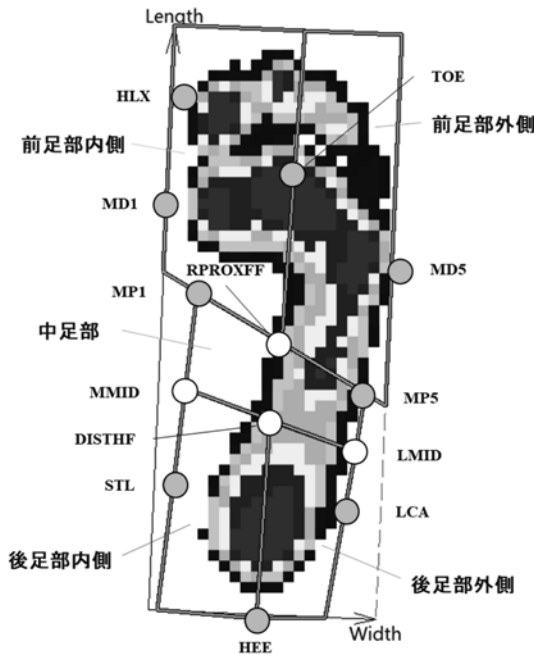 Length
HLX
TOE
前足部外側
前足部内側
MD1
RPROXFF
MD5
MP1
中足部
MMID
MP5
DISTHF
LMID
STL
LCA
後足部内側
後足部外側
Width
HEE